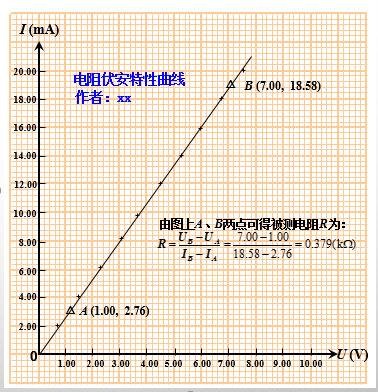 I (mA)
20.00
电阻伏安特性曲线
B (7.00, 18.58)
18.00
作者：xx
16.00
14.00
12.00
10.00
由图上A、B两点可得被测电阻R为：
8.00
R = (U_B − U_A)/(I_B − I_A) = (7.00 − 1.00)/(18.58 − 2.76) = 0.379(kΩ)
6.00
4.00
A (1.00, 2.76)
2.00
0
U (V)
1.00 2.00 3.00 4.00 5.00 6.00 7.00 8.00 9.00 10.00